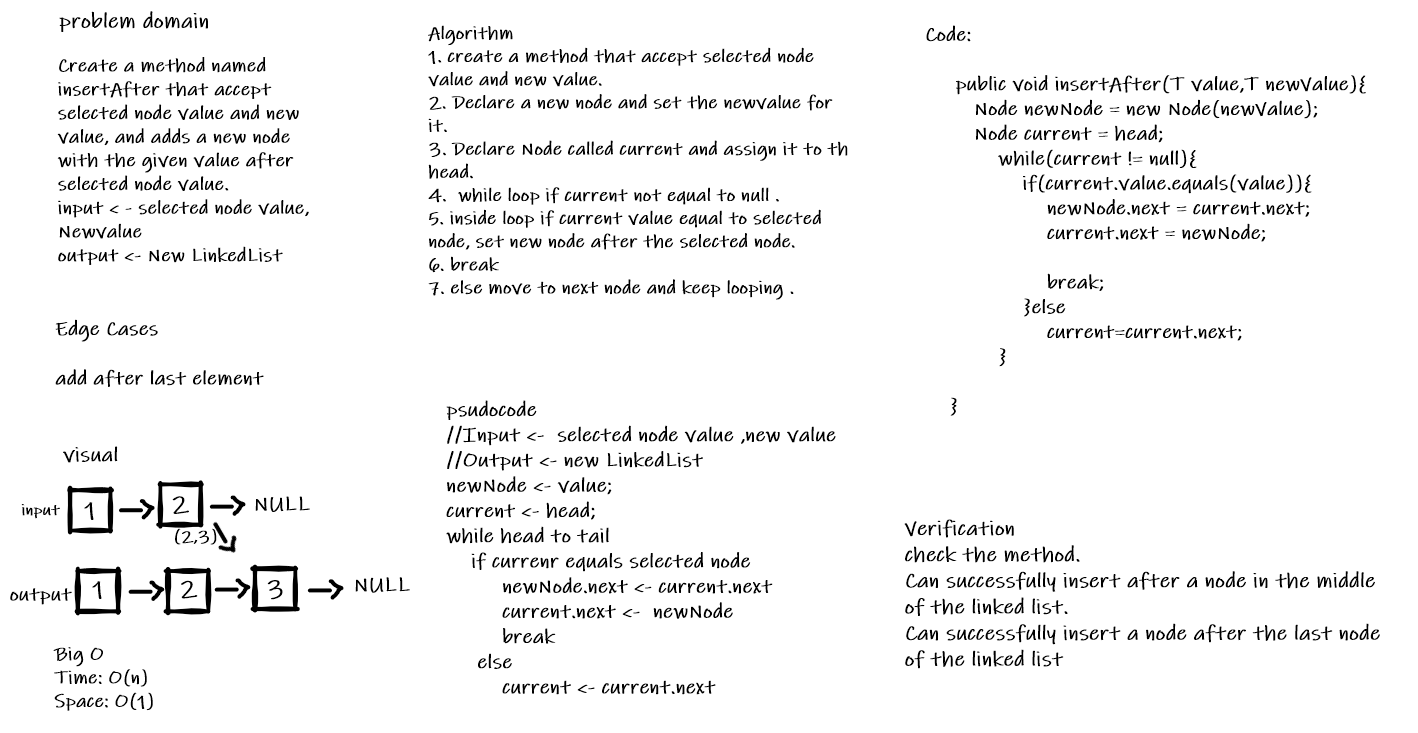 problem domain
Create a method named
insertAfter that accept
selected node value and new
value, and adds a new node
with the given value after
selected node value.
input < - selected node value,
NewValue
output <- New LinkedList
Edge Cases
add after last element
visual
input 1 2 NULL
(2,3)
output 1 2 3 NULL
Big O
Time: O(n)
Space: O(1)
Algorithm
1. create a method that accept selected node
value and new value.
2. Declare a new node and set the newvalue for
it.
3. Declare Node called current and assign it to th
head.
4. while loop if current not equal to null .
5. inside loop if current value equal to selected
node, set new node after the selected node.
6. break
7. else move to next node and keep looping .
psudocode
//Input <- selected node value ,new value
//Output <- new LinkedList
newNode <- value;
current <- head;
while head to tail
if currenr equals selected node
newNode.next <- current.next
current.next <- newNode
break
else
current <- current.next
Code:
public void insertAfter(T value,T newValue){
Node newNode = new Node(newValue);
Node current = head;
while(current != null){
if(current.value.equals(value)){
newNode.next = current.next;
current.next = newNode;
break;
}else
current=current.next;
}
}
Verification
check the method.
Can successfully insert after a node in the middle
of the linked list.
Can successfully insert a node after the last node
of the linked list